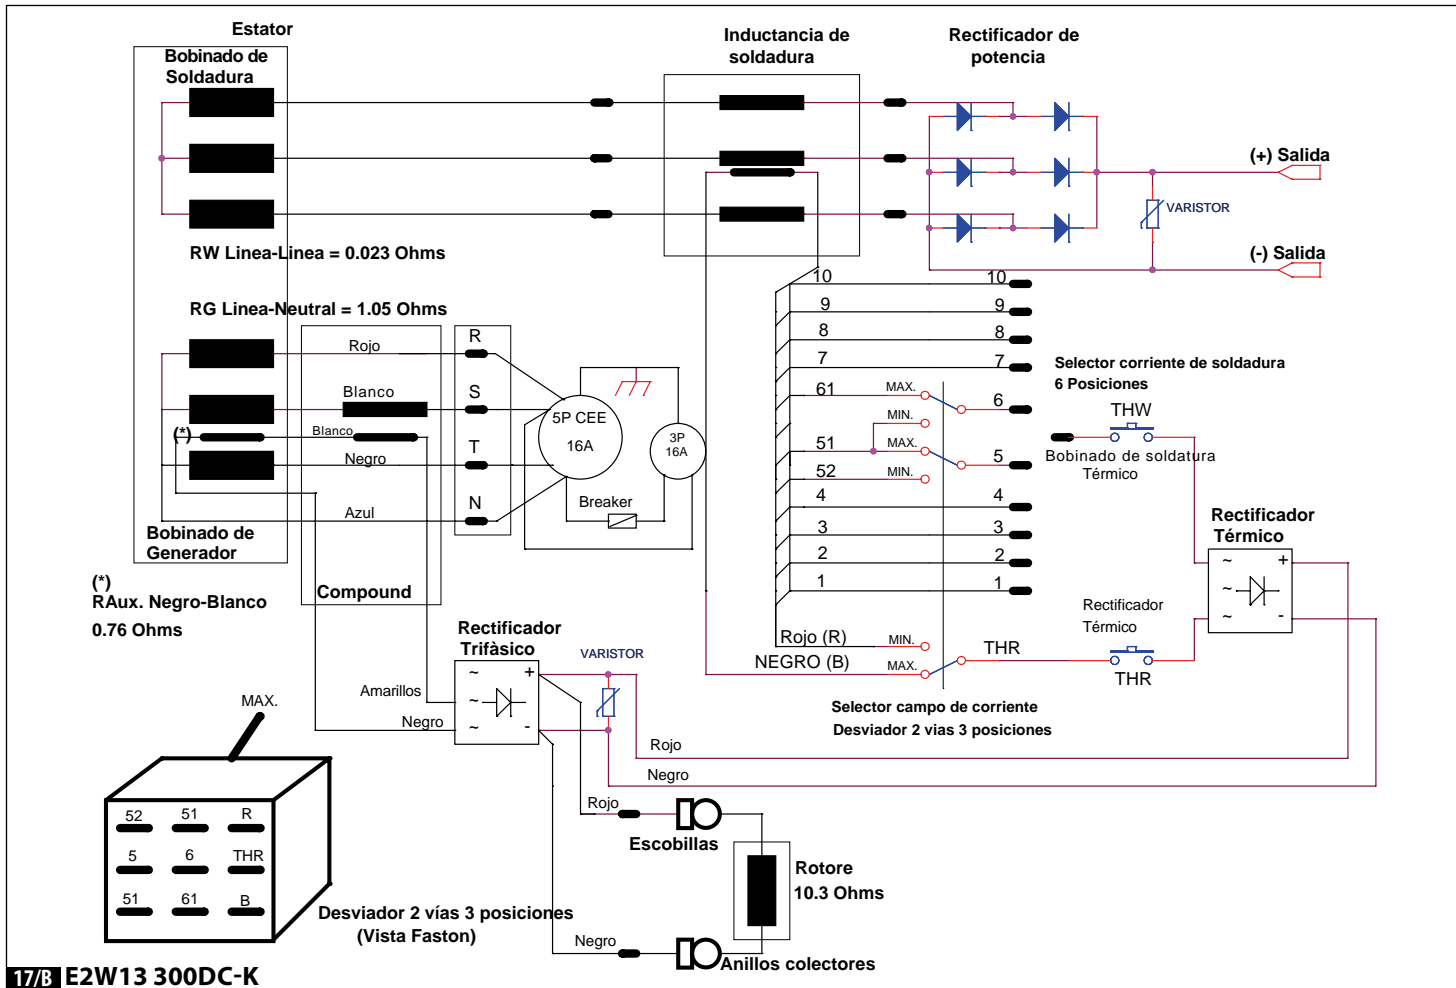 Estator
Bobinado de
Soldadura
Inductancia de
soldadura
Rectificador de
potencia
(+) Salida
VARISTOR
(-) Salida
RW Linea-Linea = 0.023 Ohms
RG Linea-Neutral = 1.05 Ohms
Rojo
R
Blanco
S
(*)
Blanco
Negro
T
Azul
N
5P CEE
16A
3P
16A
Breaker
Bobinado de
Generador
Compound
(*)
RAux. Negro-Blanco
0.76 Ohms
10
10
9
9
8
8
7
7
61
MAX.
6
MIN.
51
MAX.
5
52
MIN.
4
4
3
3
2
2
1
1
Selector corriente de soldadura
6 Posiciones
THW
Bobinado de soldatura
Térmico
Rectificador
Térmico
~
+
~
~
-
Rectificador
Térmico
THR
Rojo (R)
MIN.
THR
NEGRO (B)
MAX.
Selector campo de corriente
Desviador 2 vias 3 posiciones
Rectificador
Trifàsico
~
+
~
~
-
VARISTOR
Amarillos
Negro
Rojo
Negro
Rojo
Escobillas
Rotore
10.3 Ohms
Negro
Anillos colectores
MAX.
52
51
R
5
6
THR
51
61
B
Desviador 2 vías 3 posiciones
(Vista Faston)
17/B E2W13 300DC-K